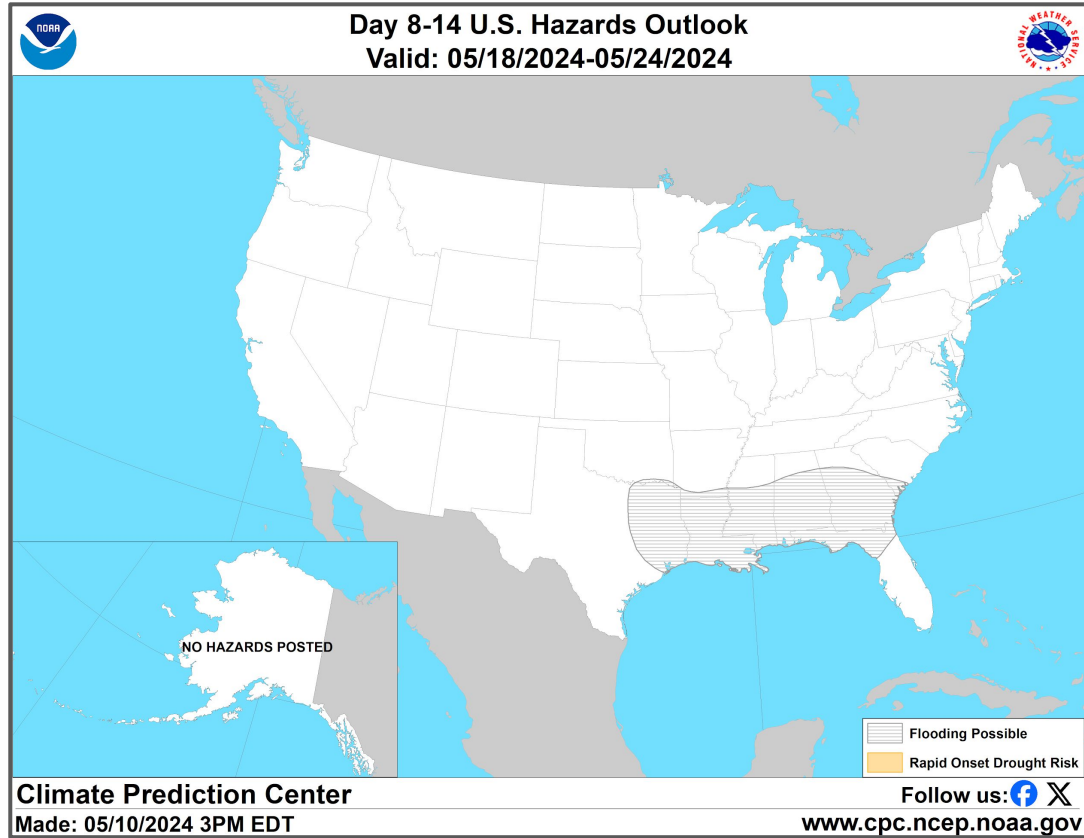 NOAA
Day 8-14 U.S. Hazards Outlook
Valid: 05/18/2024-05/24/2024
NATIONAL WEATHER SERVICE
NO HAZARDS POSTED
Flooding Possible
Rapid Onset Drought Risk
Climate Prediction Center
Follow us:
Made: 05/10/2024 3PM EDT
www.cpc.ncep.noaa.gov